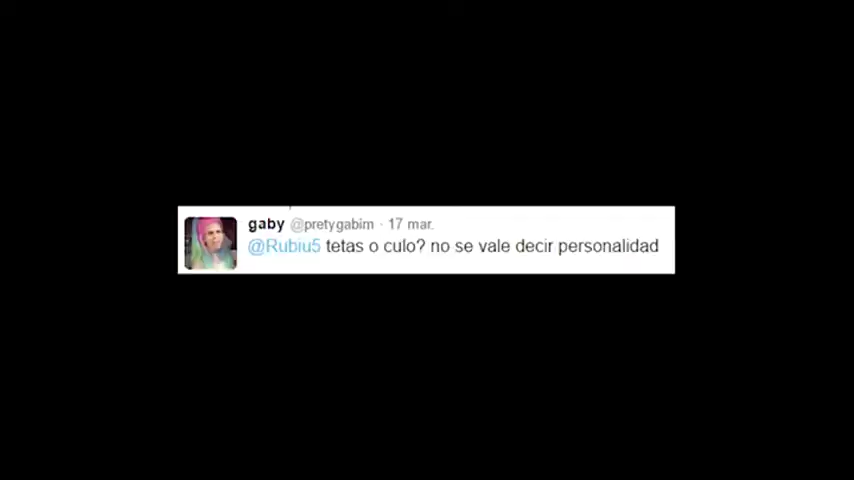 gaby @pretygabim · 17 mar.
@Rubiu5 tetas o culo? no se vale decir personalidad